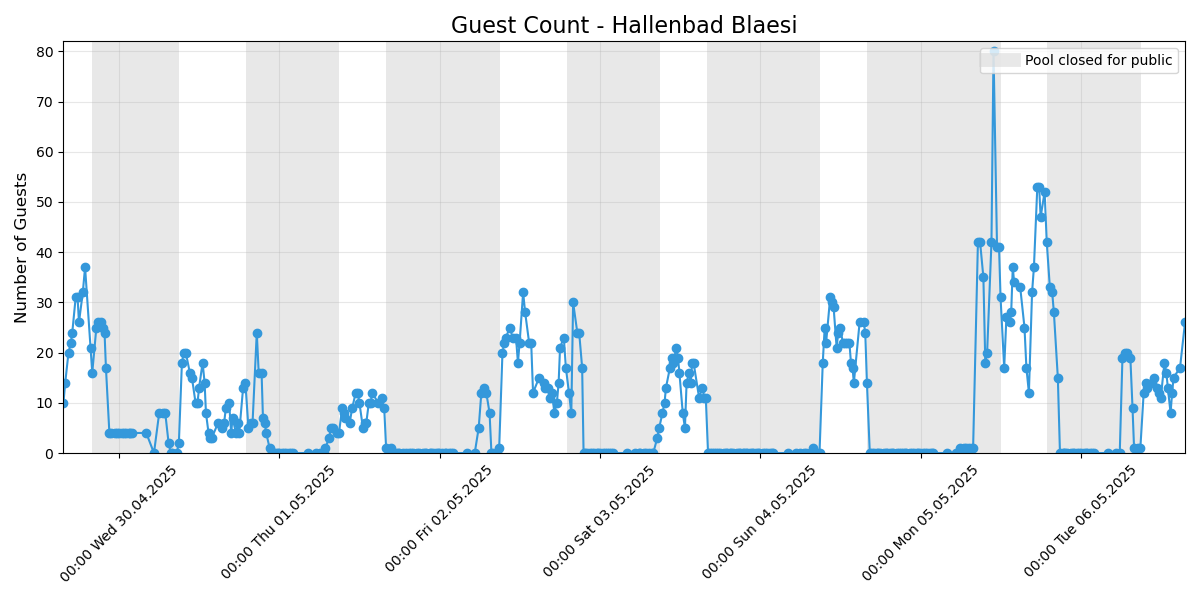 Guest Count - Hallenbad Blaesi
Pool closed for public
Number of Guests
80
70
60
50
40
30
20
10
0
00:00 Wed 30.04.2025
00:00 Thu 01.05.2025
00:00 Fri 02.05.2025
00:00 Sat 03.05.2025
00:00 Sun 04.05.2025
00:00 Mon 05.05.2025
00:00 Tue 06.05.2025